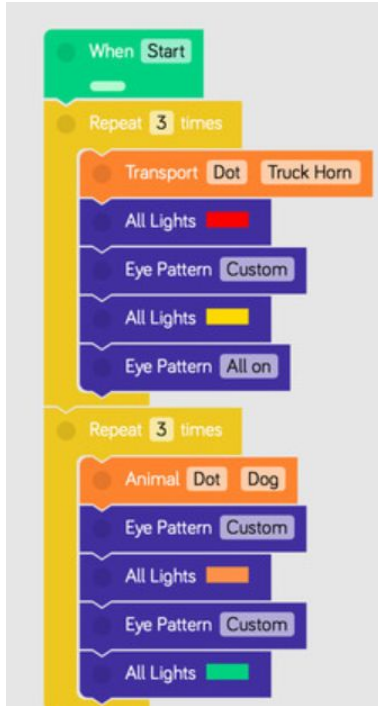 When Start
Repeat 3 times
Transport Dot Truck Horn
All Lights
Eye Pattern Custom
All Lights
Eye Pattern All on
Repeat 3 times
Animal Dot Dog
Eye Pattern Custom
All Lights
Eye Pattern Custom
All Lights